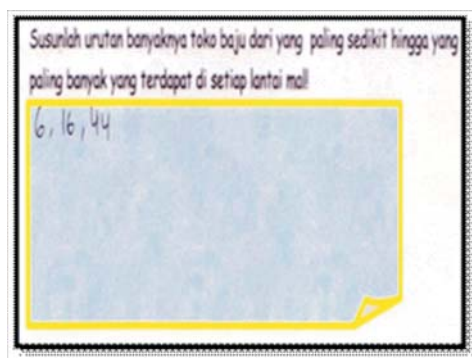 Susunlah urutan banyaknya toko baju dari yang paling sedikit hingga yang
paling banyak yang terdapat di setiap lantai mall!
6, 16, 44